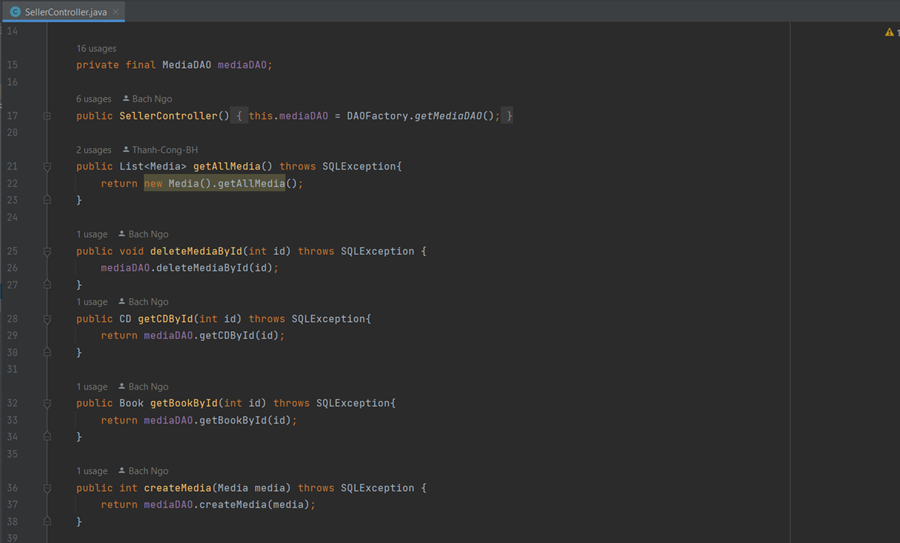 SellerController.java
14
16 usages
15 private final MediaDAO mediaDAO;
16
6 usages Bach Ngo
17 public SellerController() { this.mediaDAO = DAOFactory.getMediaDAO(); }
20
2 usages Thanh-Cong-BH
21 public List<Media> getAllMedia() throws SQLException{
22 return new Media().getAllMedia();
23 }
24
1 usage Bach Ngo
25 public void deleteMediaById(int id) throws SQLException {
26 mediaDAO.deleteMediaById(id);
27 }
1 usage Bach Ngo
28 public CD getCDById(int id) throws SQLException{
29 return mediaDAO.getCDById(id);
30 }
31
1 usage Bach Ngo
32 public Book getBookById(int id) throws SQLException{
33 return mediaDAO.getBookById(id);
34 }
35
1 usage Bach Ngo
36 public int createMedia(Media media) throws SQLException {
37 return mediaDAO.createMedia(media);
38 }
39